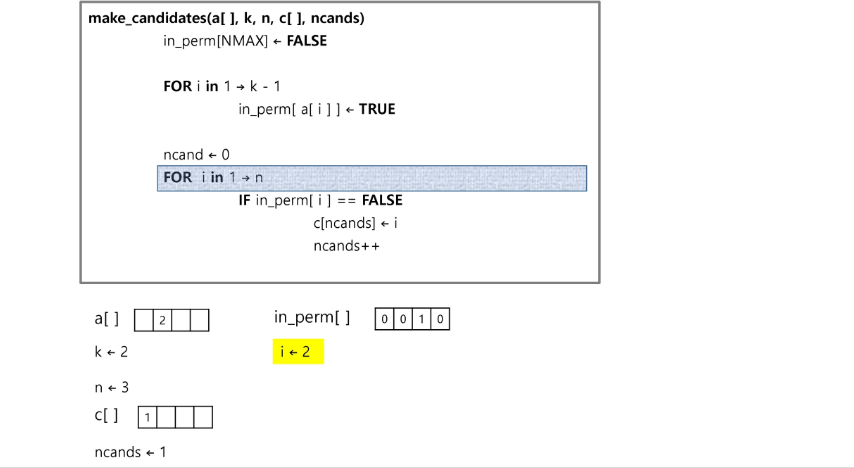 make_candidates(a[ ], k, n, c[ ], ncands)
in_perm[NMAX] ← FALSE
FOR i in 1 → k - 1
in_perm[ a[ i ] ] ← TRUE
ncand ← 0
FOR i in 1 → n
IF in_perm[ i ] == FALSE
c[ncands] ← i
ncands++
a[ ] 2 in_perm[ ] 0 0 1 0
k ← 2 i ← 2
n ← 3
c[ ] 1
ncands ← 1